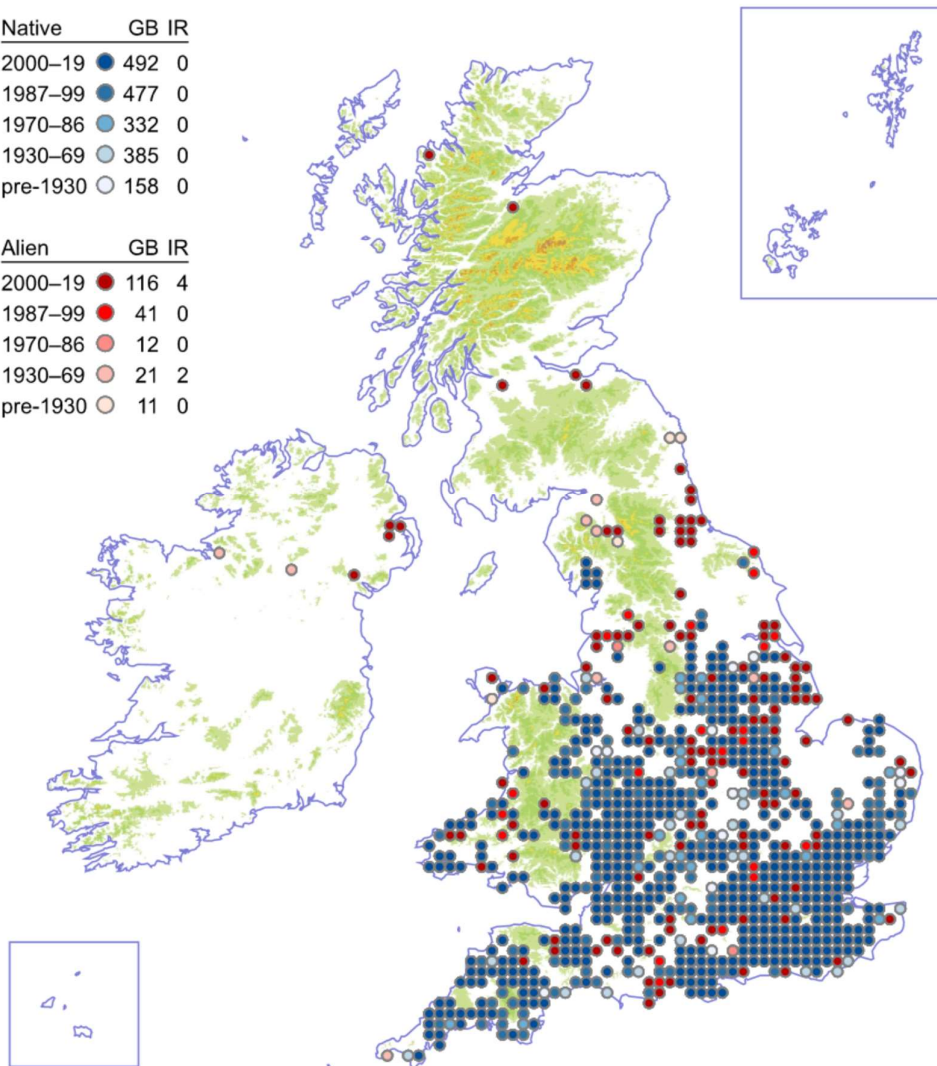 Native GB IR
2000–19 492 0
1987–99 477 0
1970–86 332 0
1930–69 385 0
pre-1930 158 0
Alien GB IR
2000–19 116 4
1987–99 41 0
1970–86 12 0
1930–69 21 2
pre-1930 11 0